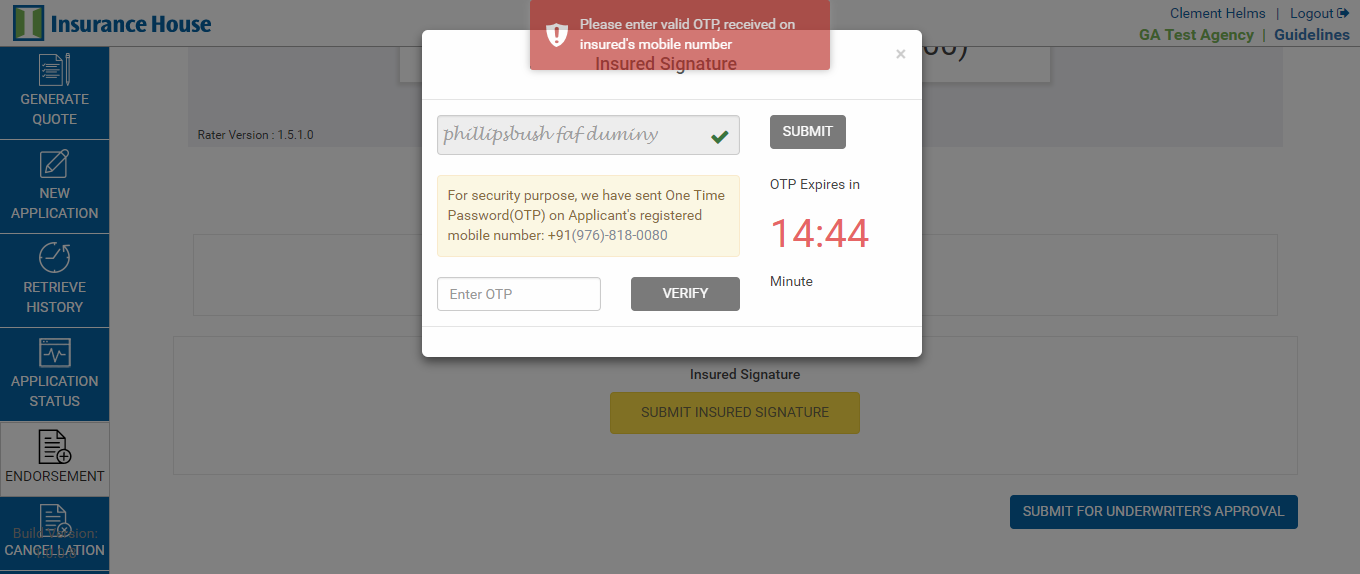 Insurance House
Clement Helms | Logout
GA Test Agency | Guidelines
Please enter valid OTP, received on
insured's mobile number
Insured Signature
×
GENERATE
QUOTE
NEW
APPLICATION
RETRIEVE
HISTORY
APPLICATION
STATUS
ENDORSEMENT
Build Version:
CANCELLATION
Rater Version : 1.5.1.0
phillipsbush faf duminy
SUBMIT
For security purpose, we have sent One Time
Password(OTP) on Applicant's registered
mobile number: +91(976)-818-0080
OTP Expires in
14:44
Minute
Enter OTP
VERIFY
Insured Signature
SUBMIT INSURED SIGNATURE
SUBMIT FOR UNDERWRITER'S APPROVAL